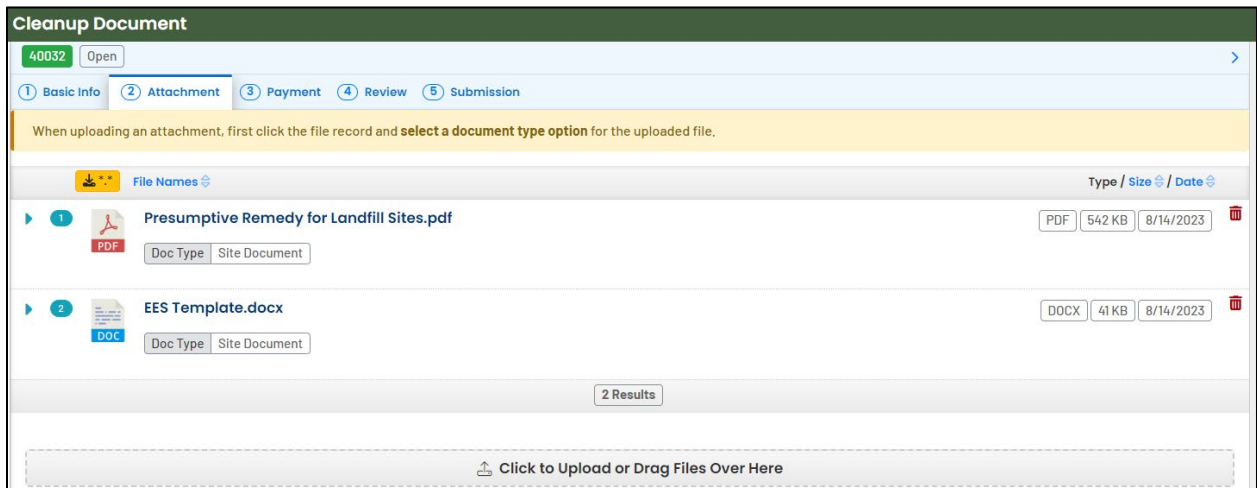 Cleanup Document
40032 Open
1 Basic Info 2 Attachment 3 Payment 4 Review 5 Submission
When uploading an attachment, first click the file record and select a document type option for the uploaded file.
*.* File Names Type / Size / Date
1 PDF Presumptive Remedy for Landfill Sites.pdf PDF 542 KB 8/14/2023
Doc Type Site Document
2 DOC EES Template.docx DOCX 41 KB 8/14/2023
Doc Type Site Document
2 Results
Click to Upload or Drag Files Over Here